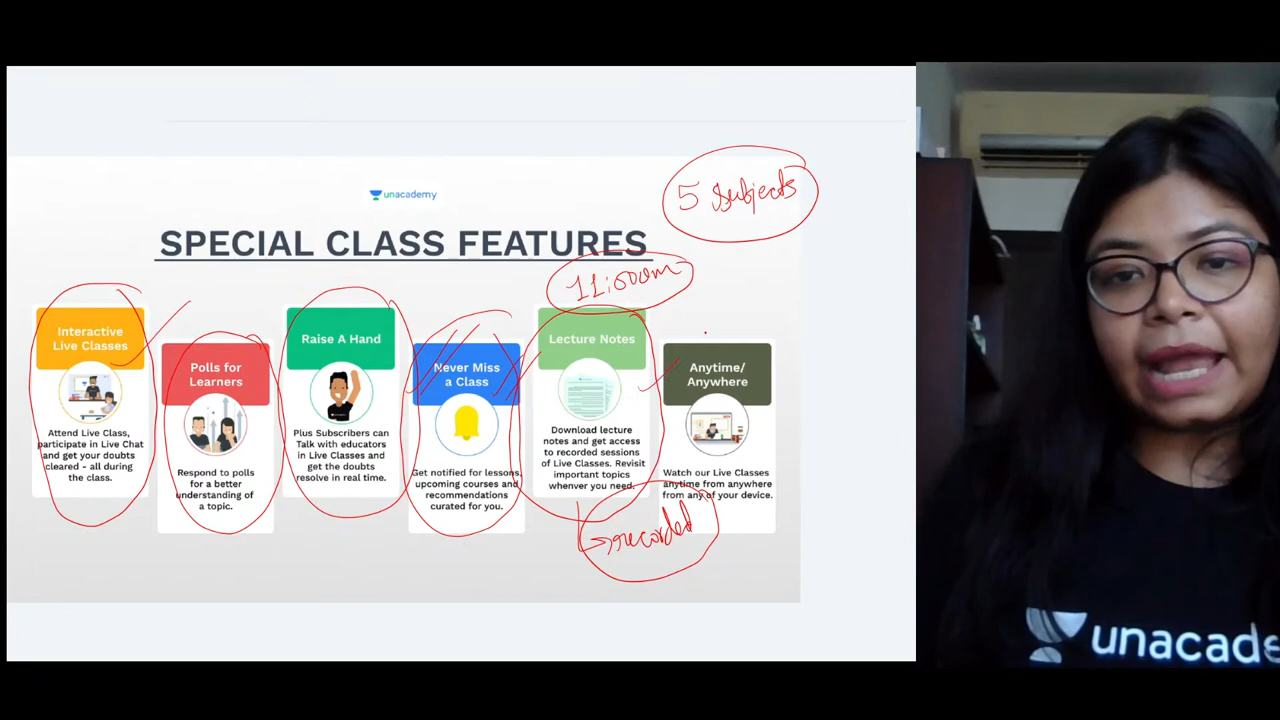 unacademy
5 subjects
SPECIAL CLASS FEATURES
11:00am
Interactive
Live Classes
Attend Live Class,
participate in Live Chat
and get your doubts
cleared - all during
the class.
Polls for
Learners
Respond to polls
for a better
understanding of
a topic.
Raise A Hand
Plus Subscribers can
Talk with educators
in Live Classes and
get the doubts
resolve in real time.
Never Miss
a Class
Get notified for lessons,
upcoming courses and
recommendations
curated for you.
Lecture Notes
Download lecture
notes and get access
to recorded sessions
of Live Classes. Revisit
important topics
whenver you need.
recorded
Anytime/
Anywhere
Watch our Live Classes
anytime from anywhere
from any of your device.
unacade